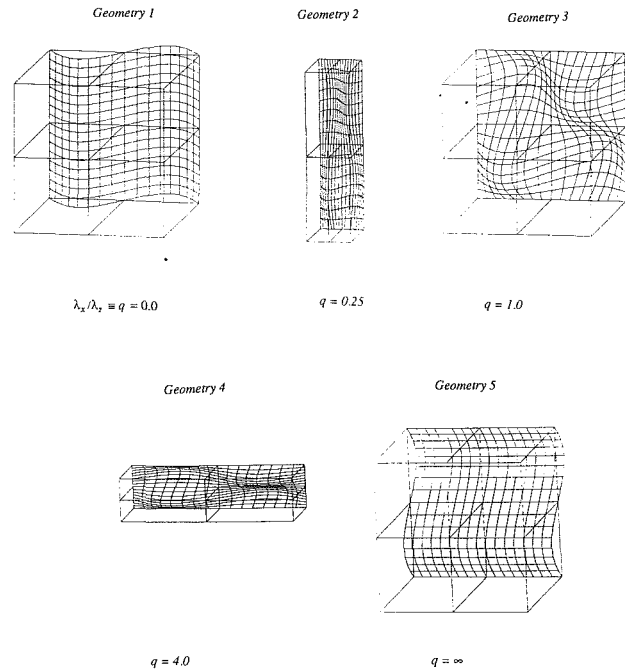 Geometry 1
Geometry 2
Geometry 3
λx/λz ≡ q = 0.0
q = 0.25
q = 1.0
Geometry 4
Geometry 5
q = 4.0
q = ∞